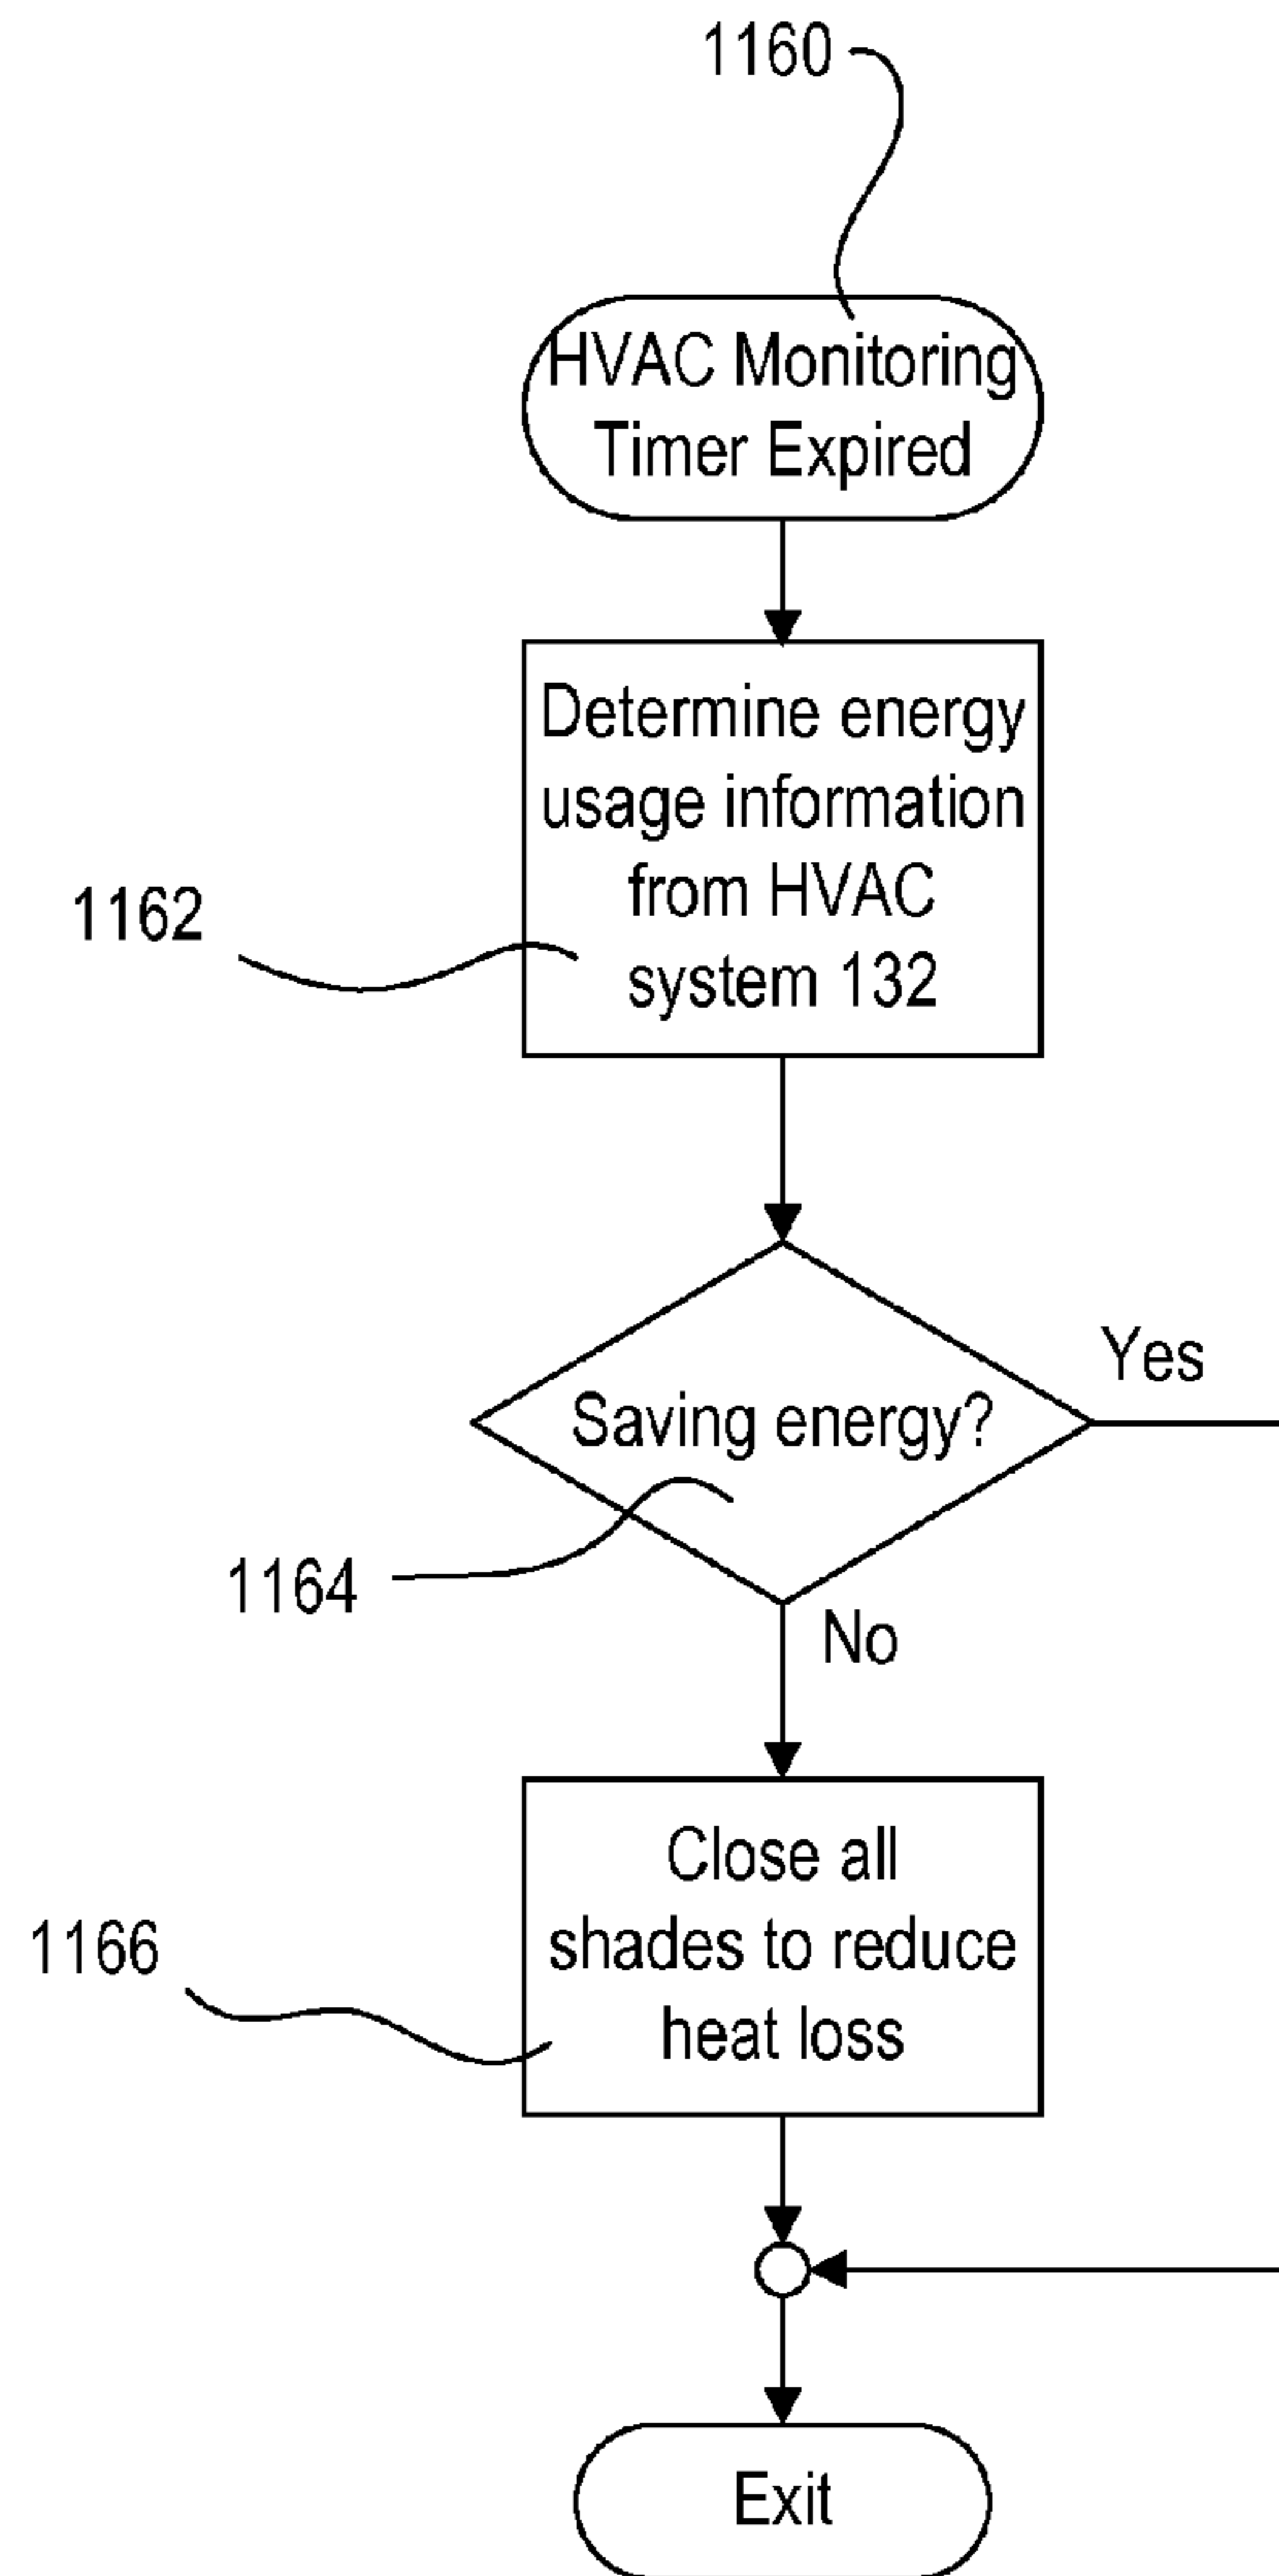 1160
HVAC Monitoring
Timer Expired
Determine energy
usage information
from HVAC
system 132
1162
Saving energy?
Yes
1164
No
Close all
shades to reduce
heat loss
1166
Exit